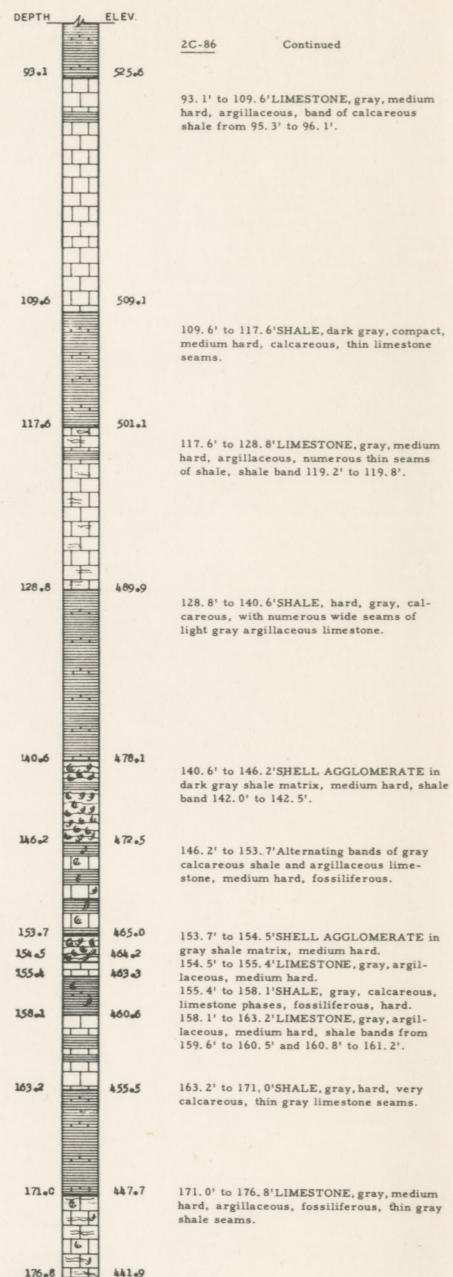 DEPTH ELEV.
2C-86 Continued
93.1 525.6
93.1' to 109.6'LIMESTONE, gray, medium
hard, argillaceous, band of calcareous
shale from 95.3' to 96.1'.
109.6 509.1
109.6' to 117.6'SHALE, dark gray, compact,
medium hard, calcareous, thin limestone
seams.
117.6 501.1
117.6' to 128.8'LIMESTONE, gray, medium
hard, argillaceous, numerous thin seams
of shale, shale band 119.2' to 119.8'.
128.8 489.9
128.8' to 140.6'SHALE, hard, gray, cal-
careous, with numerous wide seams of
light gray argillaceous limestone.
140.6 478.1
140.6' to 146.2'SHELL AGGLOMERATE in
dark gray shale matrix, medium hard, shale
band 142.0' to 142.5'.
146.2 472.5
146.2' to 153.7'Alternating bands of gray
calcareous shale and argillaceous lime-
stone, medium hard, fossiliferous.
153.7 465.0
153.7' to 154.5'SHELL AGGLOMERATE in
gray shale matrix, medium hard.
154.5 464.2
154.5' to 155.4'LIMESTONE, gray, argil-
laceous, medium hard.
155.4 463.3
155.4' to 158.1'SHALE, gray, calcareous,
limestone phases, fossiliferous, hard.
158.1 460.6
158.1' to 163.2'LIMESTONE, gray, argil-
laceous, medium hard, shale bands from
159.6' to 160.5' and 160.8' to 161.2'.
163.2 455.5
163.2' to 171, 0'SHALE, gray, hard, very
calcareous, thin gray limestone seams.
171.0 447.7
171.0' to 176.8'LIMESTONE, gray, medium
hard, argillaceous, fossiliferous, thin gray
shale seams.
176.8 441.9